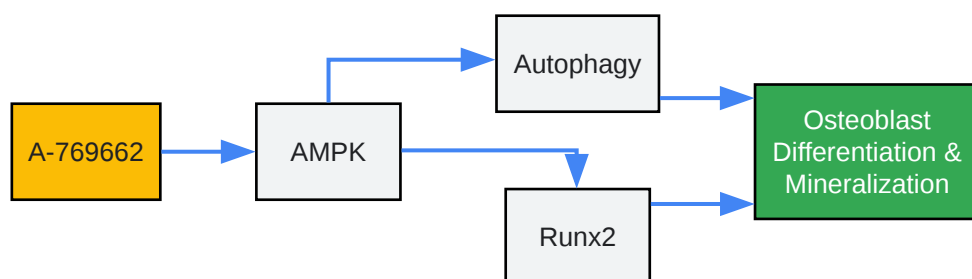 A-769662
AMPK
Autophagy
Runx2
Osteoblast
Differentiation &
Mineralization